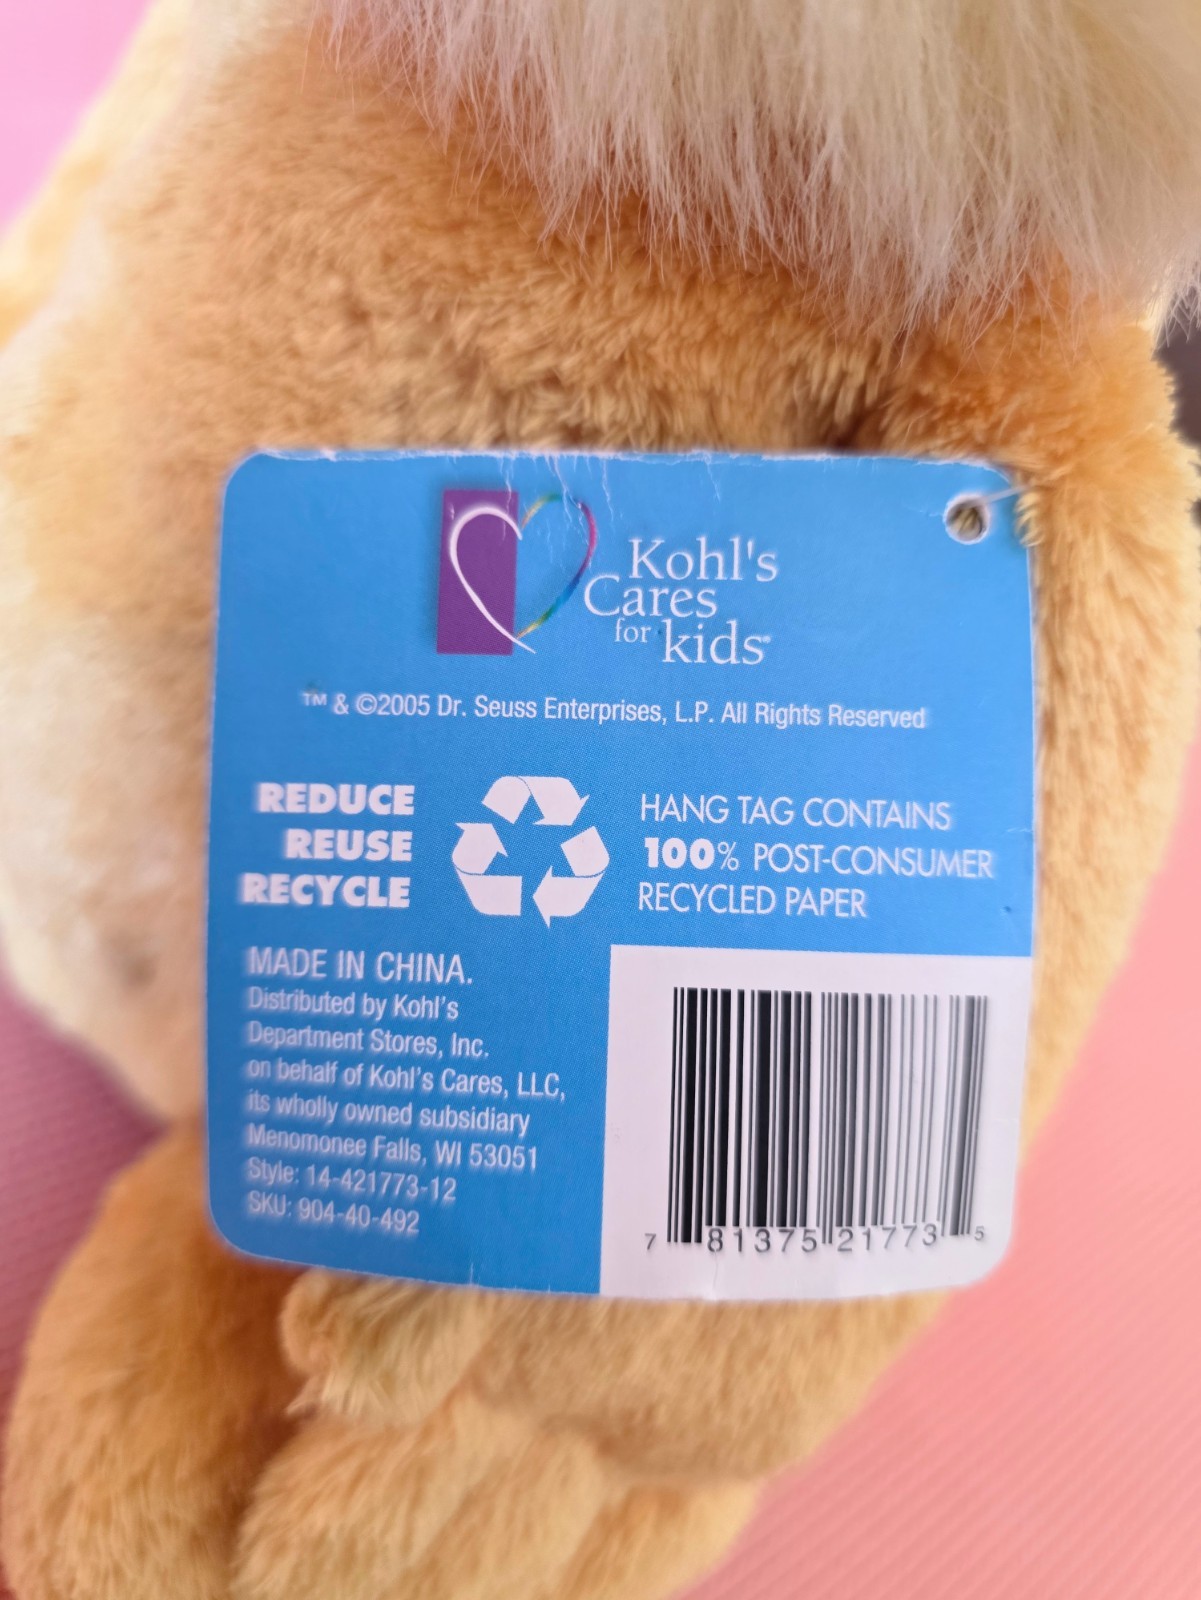 Kohl's
Cares
for kids®
™ & ©2005 Dr. Seuss Enterprises, L.P. All Rights Reserved
REDUCE
REUSE
RECYCLE
HANG TAG CONTAINS
100% POST-CONSUMER
RECYCLED PAPER
MADE IN CHINA.
Distributed by Kohl's
Department Stores, Inc.
on behalf of Kohl's Cares, LLC,
its wholly owned subsidiary
Menomonee Falls, WI 53051
Style: 14-421773-12
SKU: 904-40-492
7 81375 21773 5